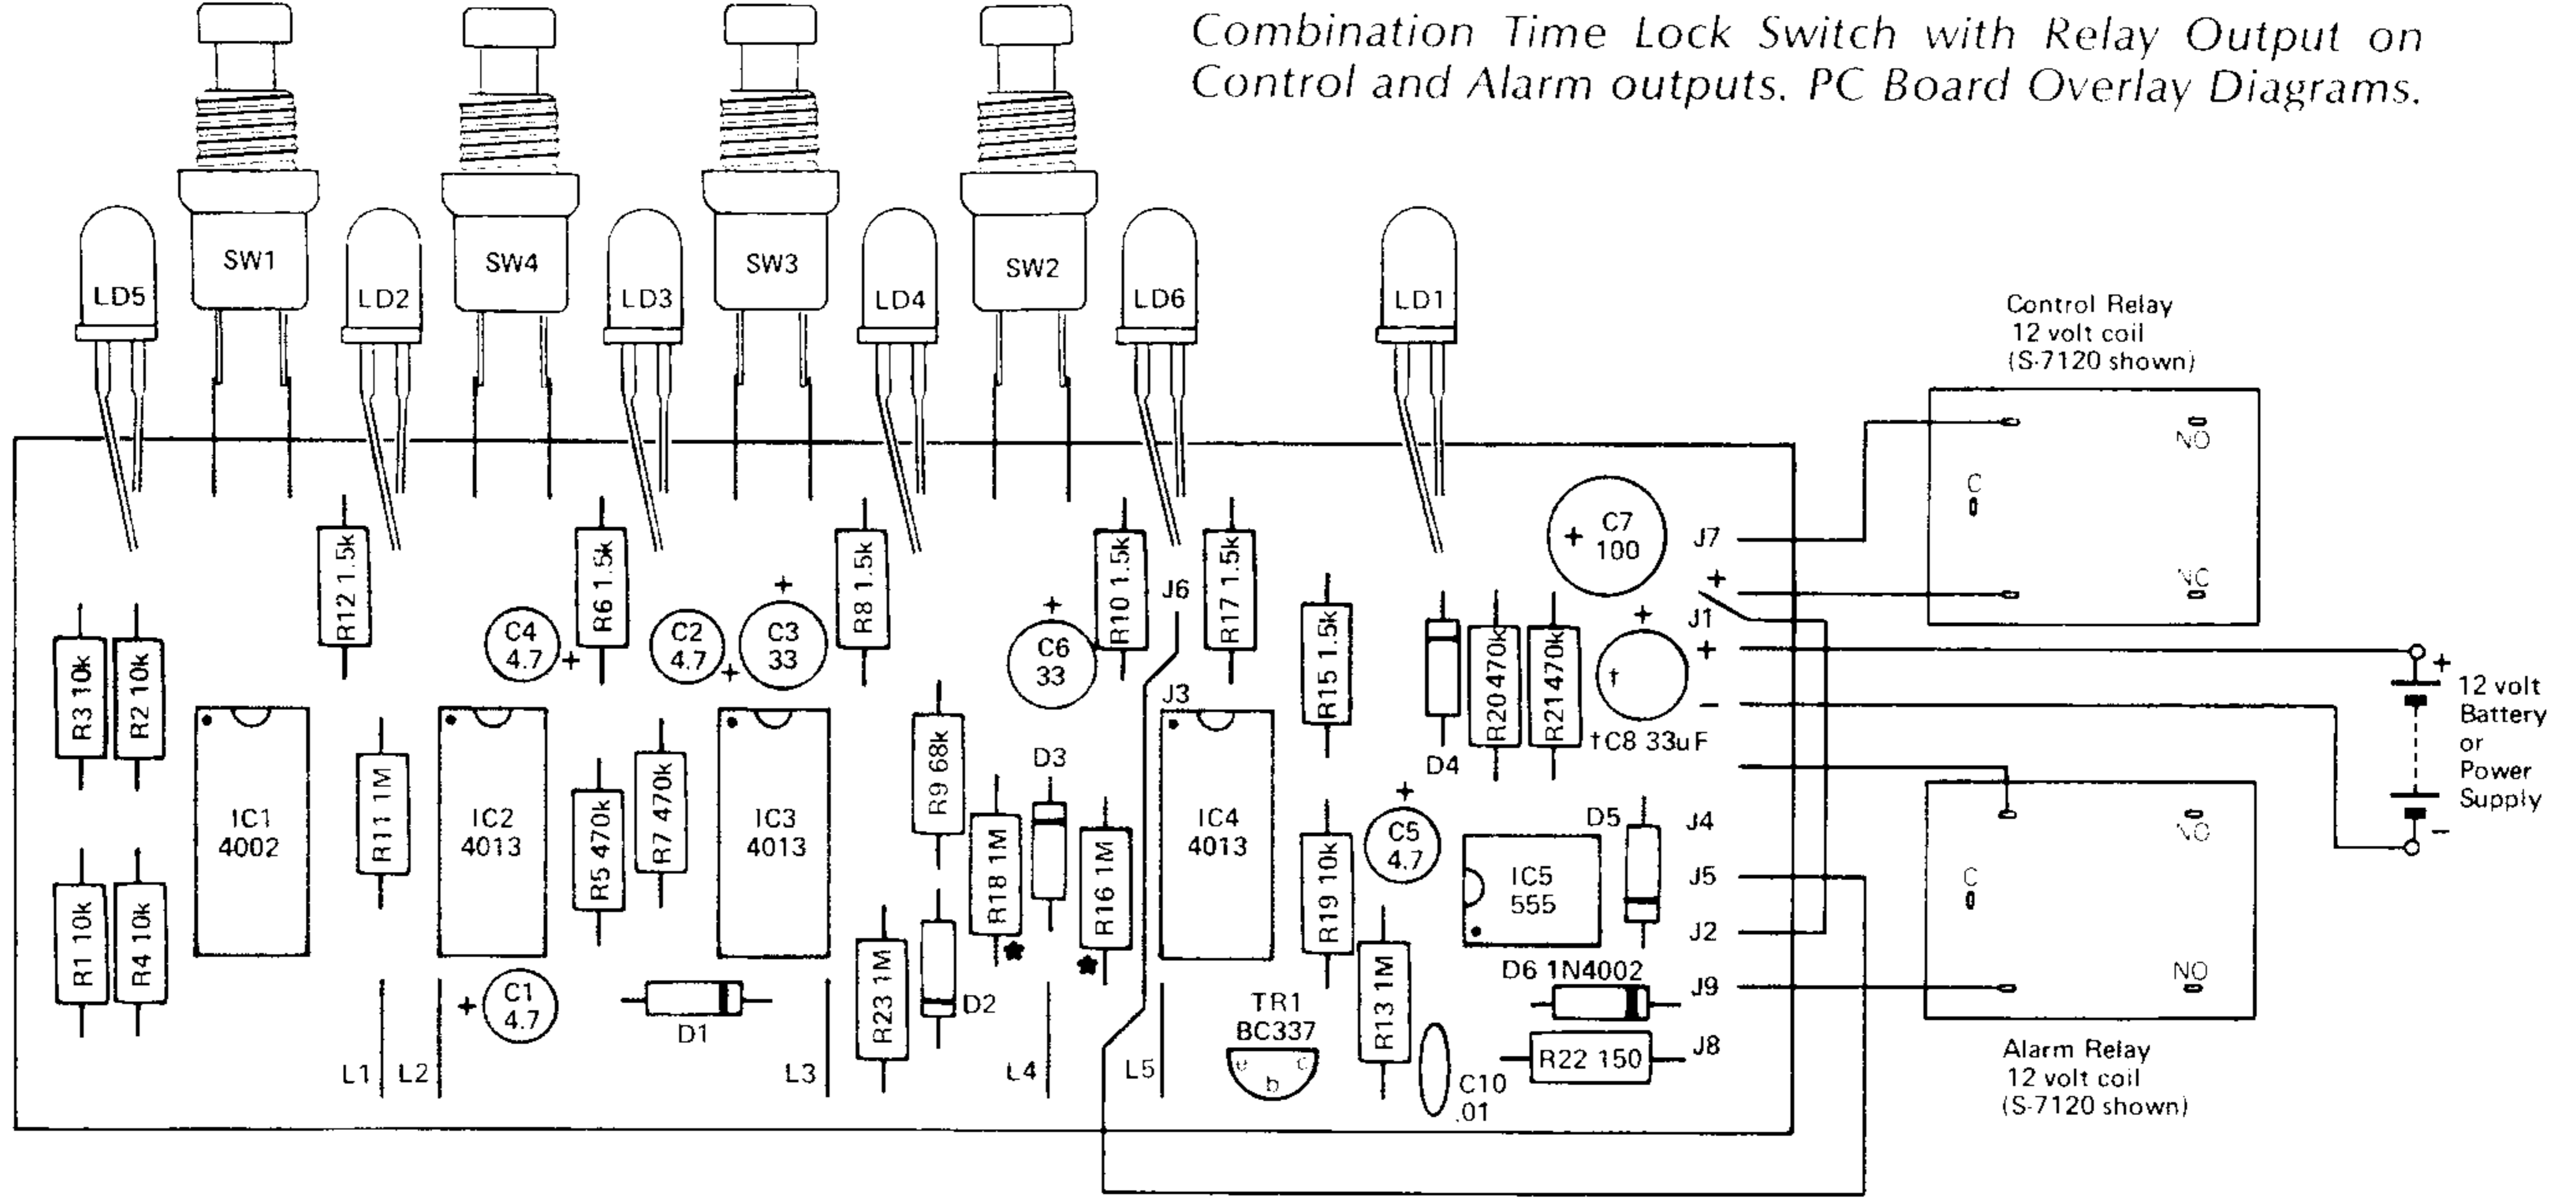 Combination Time Lock Switch with Relay Output on
Control and Alarm outputs. PC Board Overlay Diagrams.
SW1
SW4
SW3
SW2
LD5
LD2
LD3
LD4
LD6
LD1
Control Relay
12 volt coil
(S-7120 shown)
NO
C
NC
R12 1.5k
R6 1.5k
R8 1.5k
R10 1.5k
J6
R17 1.5k
+ C7
100
J7
+
J1
+
−
R3 10k
R2 10k
C4
4.7
+
C2
4.7
+
+
C3
33
+
C6
33
J3
R15 1.5k
D4
R20 470k
R21 470k
+
†
†C8 33uF
+
12 volt
Battery
or
Power
Supply
−
IC1
4002
R11 1M
IC2
4013
R5 470k
R7 470k
IC3
4013
R9 68k
R18 1M
D3
R16 1M
IC4
4013
R19 10k
+
C5
4.7
IC5
555
D5
J4
J5
J2
J9
J8
NO
C
NO
R1 10k
R4 10k
L1
L2
+ C1
4.7
D1
L3
R23 1M
D2
L4
L5
TR1
BC337
e
b
c
R13 1M
C10
.01
D6 1N4002
R22 150
Alarm Relay
12 volt coil
(S-7120 shown)